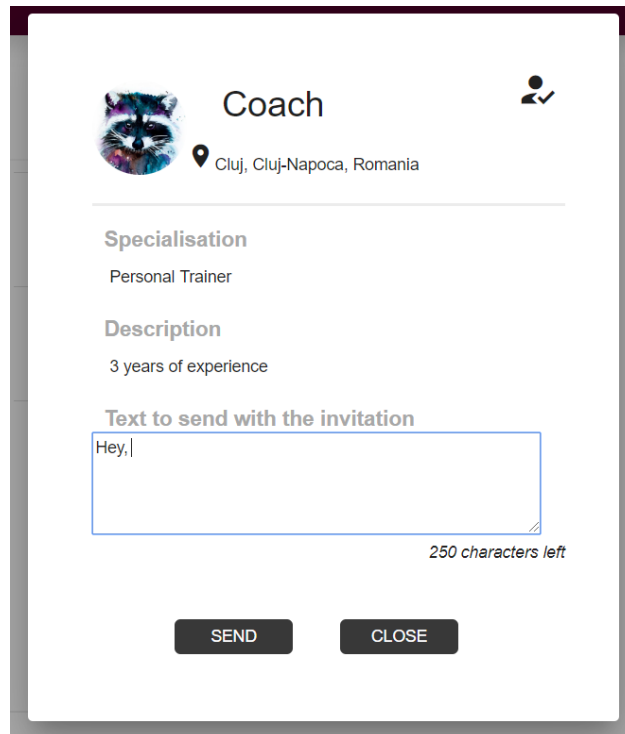 Coach
Cluj, Cluj-Napoca, Romania
Specialisation
Personal Trainer
Description
3 years of experience
Text to send with the invitation
Hey,
250 characters left
SEND
CLOSE